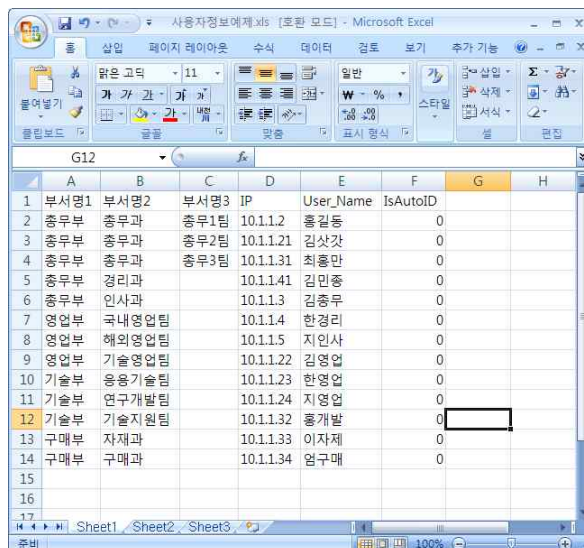 사용자정보예제.xls [호환 모드] - Microsoft Excel
홈 삽입 페이지 레이아웃 수식 데이터 검토 보기 추가 기능
맑은 고딕 11 일반 삽입
붙여넣기 가 가 가 스타일 삭제
서식
클립보드 글꼴 맞춤 표시 형식 셀 편집
G12 fx
A B C D E F G H
1 부서명1 부서명2 부서명3 IP User_Name IsAutoID
2 총무부 총무과 총무1팀 10.1.1.2 홍길동 0
3 총무부 총무과 총무2팀 10.1.1.21 김삿갓 0
4 총무부 총무과 총무3팀 10.1.1.31 최홍만 0
5 총무부 경리과 10.1.1.41 김민종 0
6 총무부 인사과 10.1.1.3 김총무 0
7 영업부 국내영업팀 10.1.1.4 한경리 0
8 영업부 해외영업팀 10.1.1.5 지인사 0
9 영업부 기술영업팀 10.1.1.22 김영업 0
10 기술부 응용기술팀 10.1.1.23 한영업 0
11 기술부 연구개발팀 10.1.1.24 지영업 0
12 기술부 기술지원팀 10.1.1.32 홍개발 0
13 구매부 자재과 10.1.1.33 이자제 0
14 구매부 구매과 10.1.1.34 엄구매 0
15
16
17
Sheet1 Sheet2 Sheet3
준비 100%